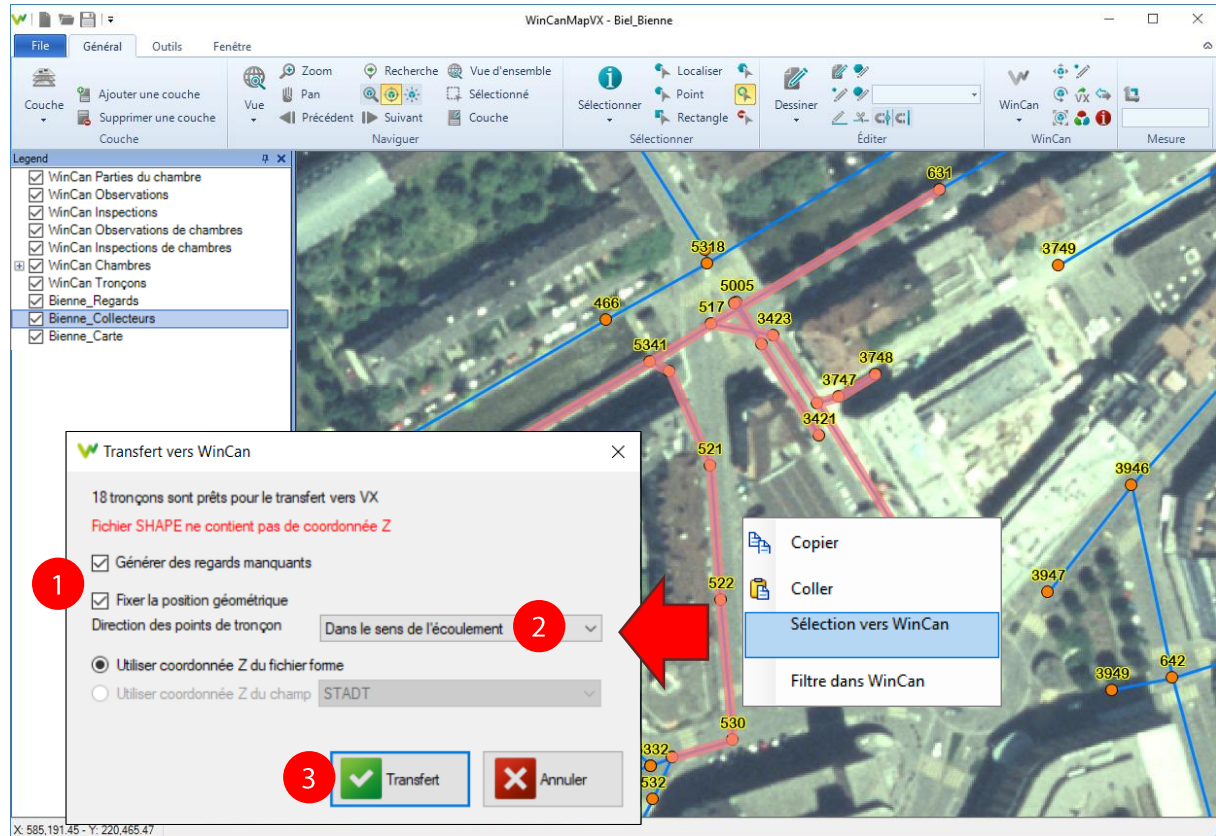 WinCanMapVX - Biel_Bienne
File Général Outils Fenêtre
Couche
Ajouter une couche
Supprimer une couche
Couche
Vue
Zoom Recherche Vue d'ensemble
Pan Sélectionné
Précédent Suivant Couche
Naviguer
Sélectionner
Localiser
Point
Rectangle
Sélectionner
Dessiner
Éditer
WinCan
VX
WinCan
Mesure
Legend
WinCan Parties du chambre
WinCan Observations
WinCan Inspections
WinCan Observations de chambres
WinCan Inspections de chambres
WinCan Chambres
WinCan Tronçons
Bienne_Regards
Bienne_Collecteurs
Bienne_Carte
631
5318
3749
5005
466
517
3423
5341
3748
3747
3421
521
3946
522
3947
642
3949
530
332
532
Transfert vers WinCan
18 tronçons sont prêts pour le transfert vers VX
Fichier SHAPE ne contient pas de coordonnée Z
1
Générer des regards manquants
Fixer la position géométrique
Direction des points de tronçon Dans le sens de l'écoulement 2
Utiliser coordonnée Z du fichier forme
Utiliser coordonnée Z du champ STADT
3 Transfert Annuler
Copier
Coller
Sélection vers WinCan
Filtre dans WinCan
X: 585,191.45 - Y: 220,465.47